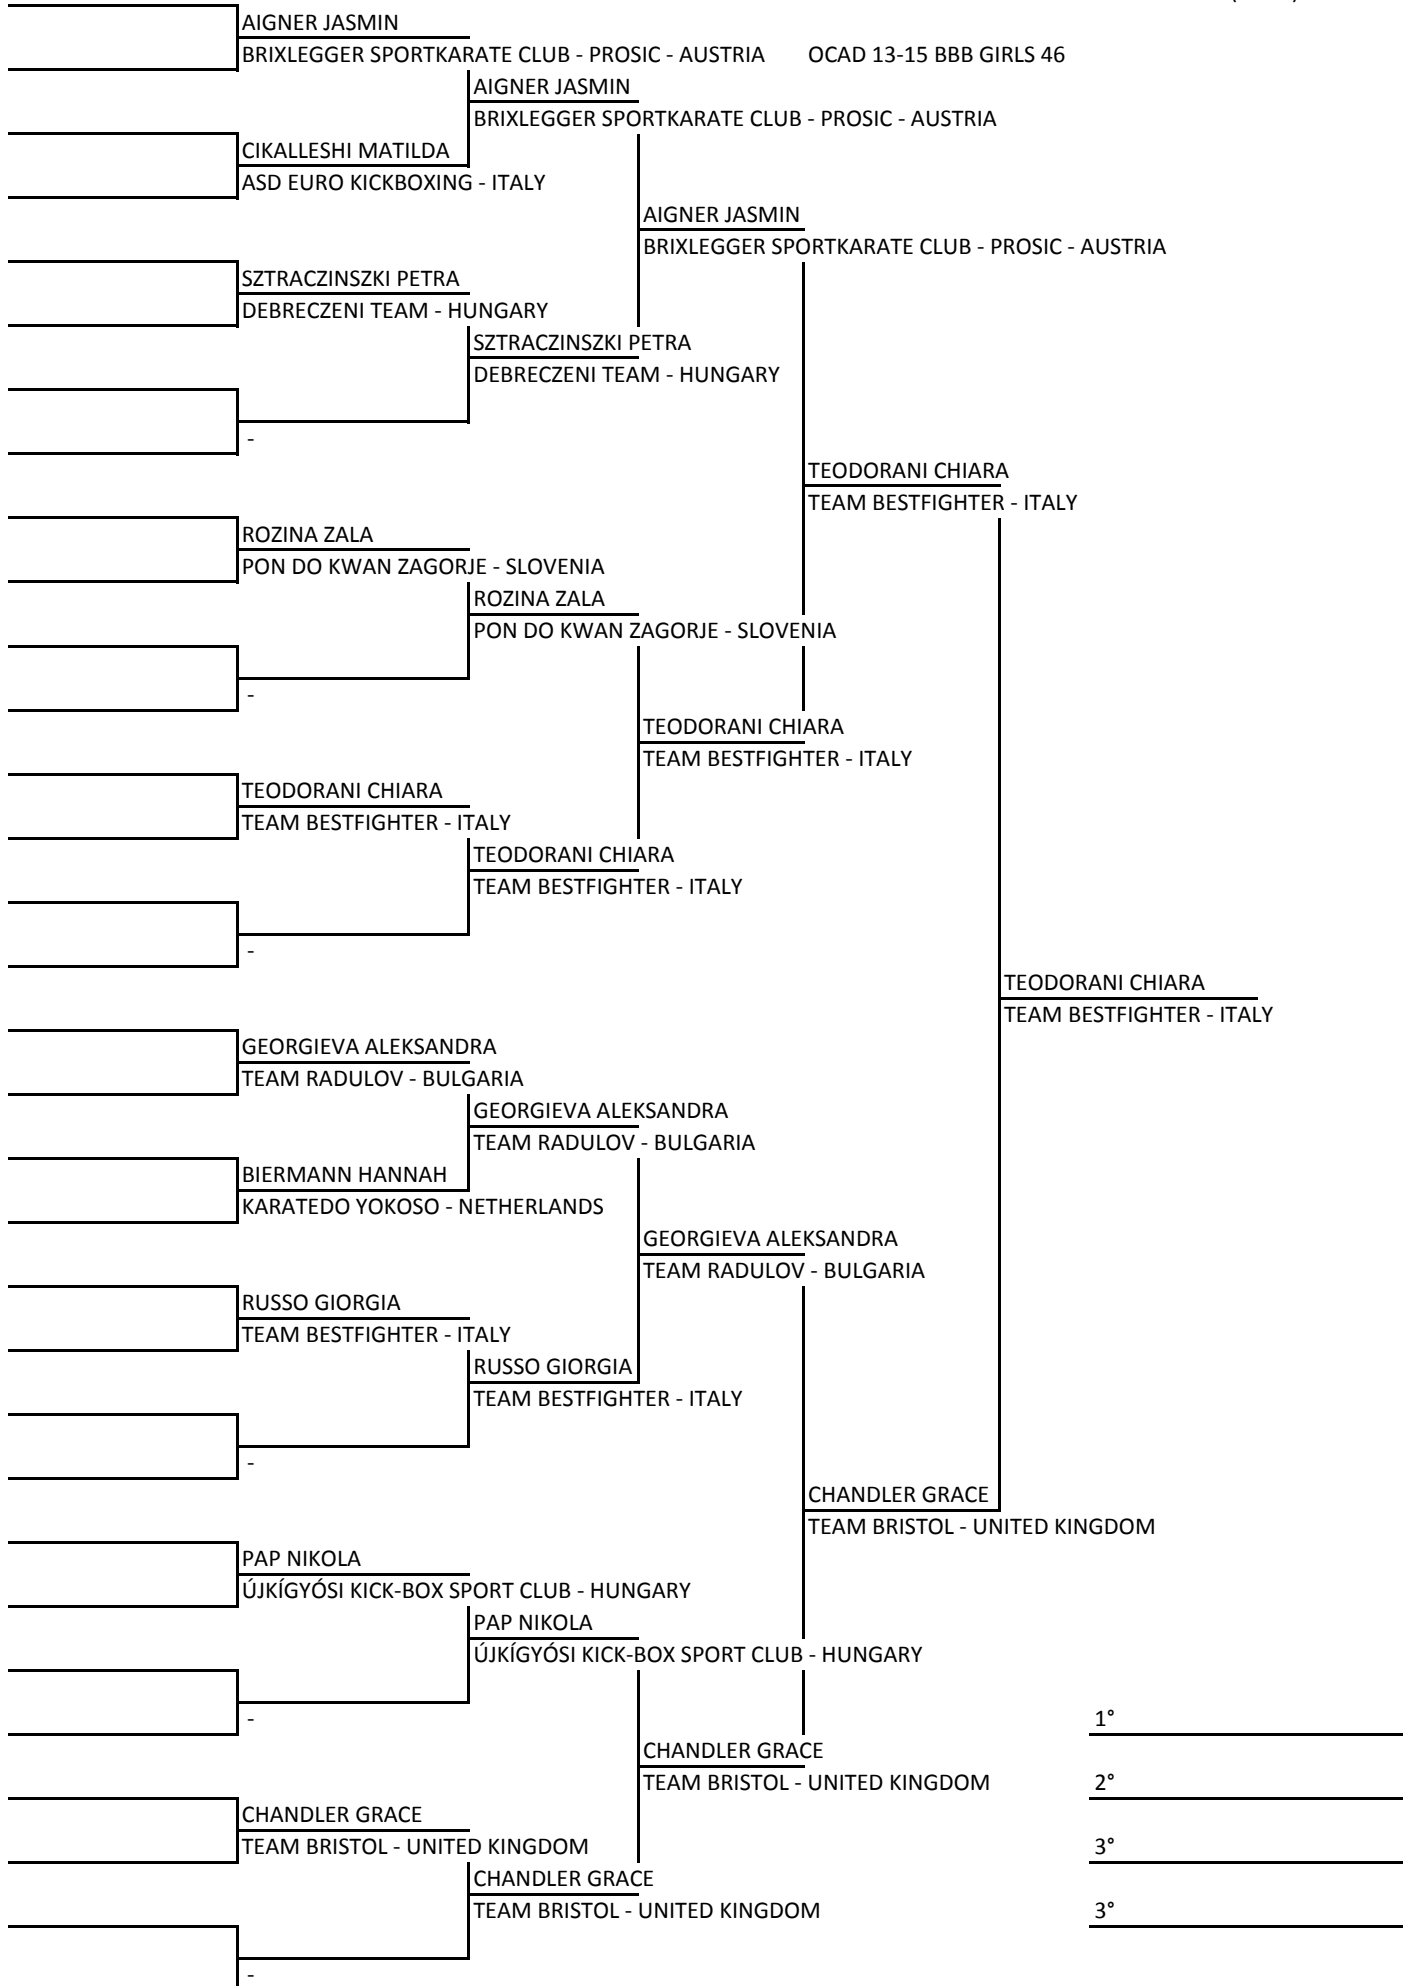 AIGNER JASMIN
BRIXLEGGER SPORTKARATE CLUB - PROSIC - AUSTRIA OCAD 13-15 BBB GIRLS 46
AIGNER JASMIN
BRIXLEGGER SPORTKARATE CLUB - PROSIC - AUSTRIA
CIKALLESHI MATILDA
ASD EURO KICKBOXING - ITALY
AIGNER JASMIN
BRIXLEGGER SPORTKARATE CLUB - PROSIC - AUSTRIA
SZTRACZINSZKI PETRA
DEBRECZENI TEAM - HUNGARY
SZTRACZINSZKI PETRA
DEBRECZENI TEAM - HUNGARY
-
TEODORANI CHIARA
TEAM BESTFIGHTER - ITALY
ROZINA ZALA
PON DO KWAN ZAGORJE - SLOVENIA
ROZINA ZALA
PON DO KWAN ZAGORJE - SLOVENIA
-
TEODORANI CHIARA
TEAM BESTFIGHTER - ITALY
TEODORANI CHIARA
TEAM BESTFIGHTER - ITALY
TEODORANI CHIARA
TEAM BESTFIGHTER - ITALY
-
TEODORANI CHIARA
TEAM BESTFIGHTER - ITALY
GEORGIEVA ALEKSANDRA
TEAM RADULOV - BULGARIA
GEORGIEVA ALEKSANDRA
TEAM RADULOV - BULGARIA
BIERMANN HANNAH
KARATEDO YOKOSO - NETHERLANDS
GEORGIEVA ALEKSANDRA
TEAM RADULOV - BULGARIA
RUSSO GIORGIA
TEAM BESTFIGHTER - ITALY
RUSSO GIORGIA
TEAM BESTFIGHTER - ITALY
-
CHANDLER GRACE
TEAM BRISTOL - UNITED KINGDOM
PAP NIKOLA
ÚJKÍGYÓSI KICK-BOX SPORT CLUB - HUNGARY
PAP NIKOLA
ÚJKÍGYÓSI KICK-BOX SPORT CLUB - HUNGARY
-
1°
CHANDLER GRACE
TEAM BRISTOL - UNITED KINGDOM
2°
CHANDLER GRACE
TEAM BRISTOL - UNITED KINGDOM
3°
CHANDLER GRACE
TEAM BRISTOL - UNITED KINGDOM
3°
-